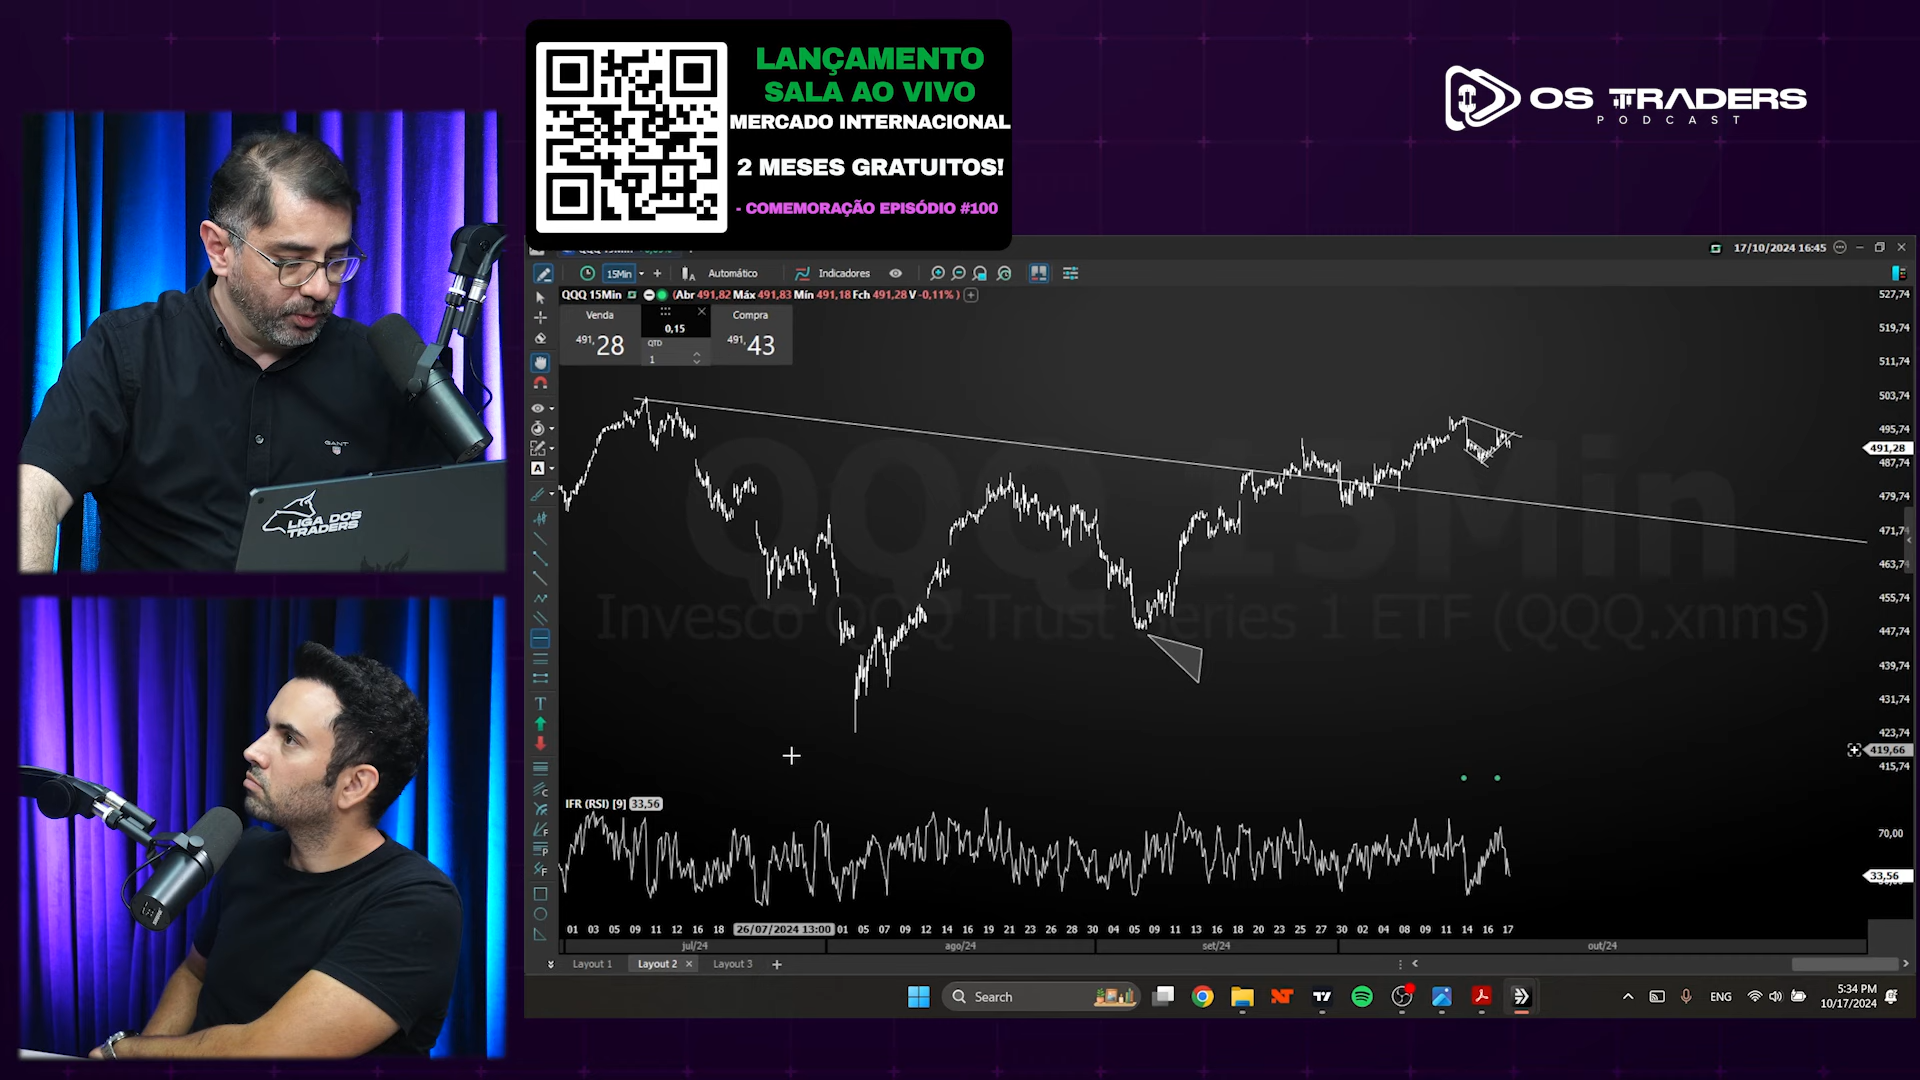 LANÇAMENTO
SALA AO VIVO
MERCADO INTERNACIONAL
2 MESES GRATUITOS!
- COMEMORAÇÃO EPISÓDIO #100
OS TRADERS
PODCAST
GANT
LIGA DOS
TRADERS
17/10/2024 16:45
15Min
Automático
Indicadores
QQQ 15Min (Abr 491,82 Máx 491,83 Mín 491,18 Fch 491,28 V -0,11% )
Venda
0,15
Compra
491,28
QTD
1
491,43
QQQ 15Min
Invesco QQQ Trust Series 1 ETF (QQQ.xnms)
527,74
519,74
511,74
503,74
495,74
491,28
487,74
479,74
471,74
463,74
455,74
447,74
439,74
431,74
423,74
419,66
415,74
IFR (RSI) [9] 33,56
70,00
33,56
01 03 05 09 11 12 16 18 26/07/2024 13:00 01 05 07 09 12 14 16 19 21 23 26 28 30 04 05 09 11 13 16 18 20 23 25 27 30 02 04 07 09 11 14 16 17
jul/24 ago/24 set/24 out/24
Layout 1 Layout 2 Layout 3
Search
ENG
5:34 PM
10/17/2024